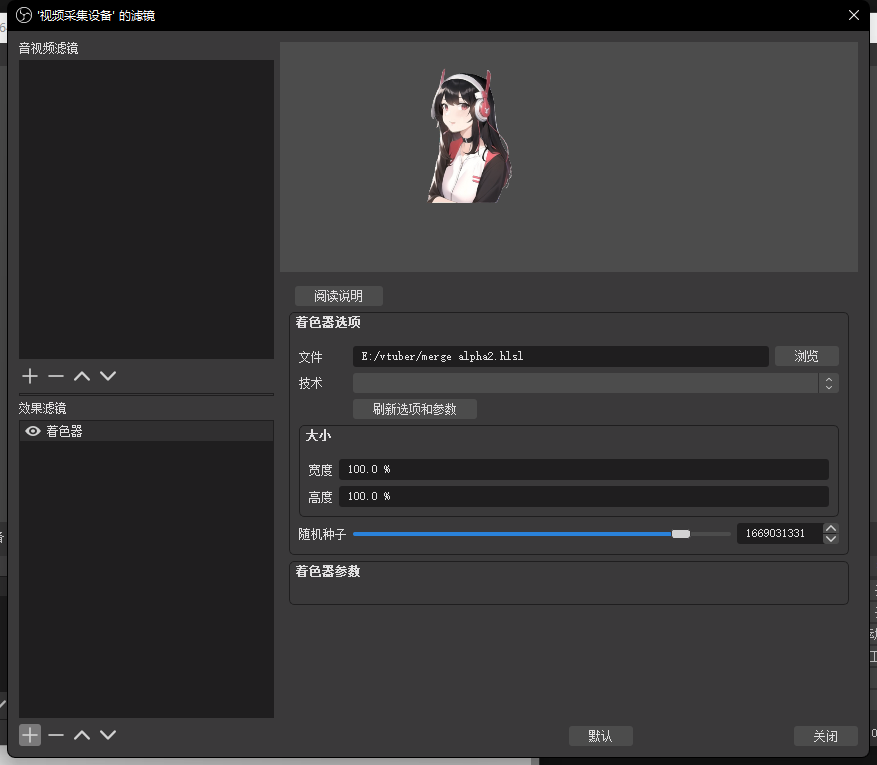 '视频采集设备' 的滤镜
音视频滤镜
效果滤镜
着色器
阅读说明
着色器选项
文件
E:/vtuber/merge alpha2.hlsl
浏览
技术
刷新选项和参数
大小
宽度
100.0 %
高度
100.0 %
随机种子
1669031331
着色器参数
默认
关闭